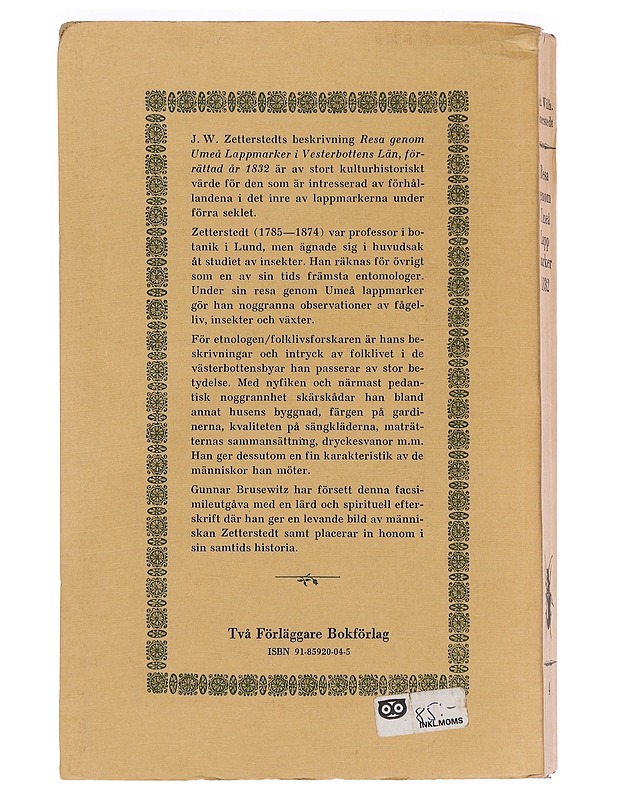 J. W. Zetterstedts beskrivning Resa genom
Umeå Lappmarker i Vesterbottens Län, för-
rättad år 1832 är av stort kulturhistoriskt
värde för den som är intresserad av förhål-
landena i det inre av lappmarkerna under
förra seklet.
Zetterstedt (1785—1874) var professor i bo-
tanik i Lund, men ägnade sig i huvudsak
åt studiet av insekter. Han räknas för övrigt
som en av sin tids främsta entomologer.
Under sin resa genom Umeå lappmarker
gör han noggranna observationer av fågel-
liv, insekter och växter.
För etnologen/folklivsforskaren är hans be-
skrivningar och intryck av folklivet i de
västerbottensbyar han passerar av stor be-
tydelse. Med nyfiken och närmast pedan-
tisk noggrannhet skärskådar han bland
annat husens byggnad, färgen på gardi-
nerna, kvaliteten på sängkläderna, maträt-
ternas sammansättning, dryckesvanor m.m.
Han ger dessutom en fin karakteristik av de
människor han möter.
Gunnar Brusewitz har försett denna facsi-
mileutgåva med en lärd och spirituell efter-
skrift där han ger en levande bild av männi-
skan Zetterstedt samt placerar in honom i
sin samtids historia.
Två Förläggare Bokförlag
ISBN 91-85920-04-5
85:-
INKL.MOMS
Resa
genom
4